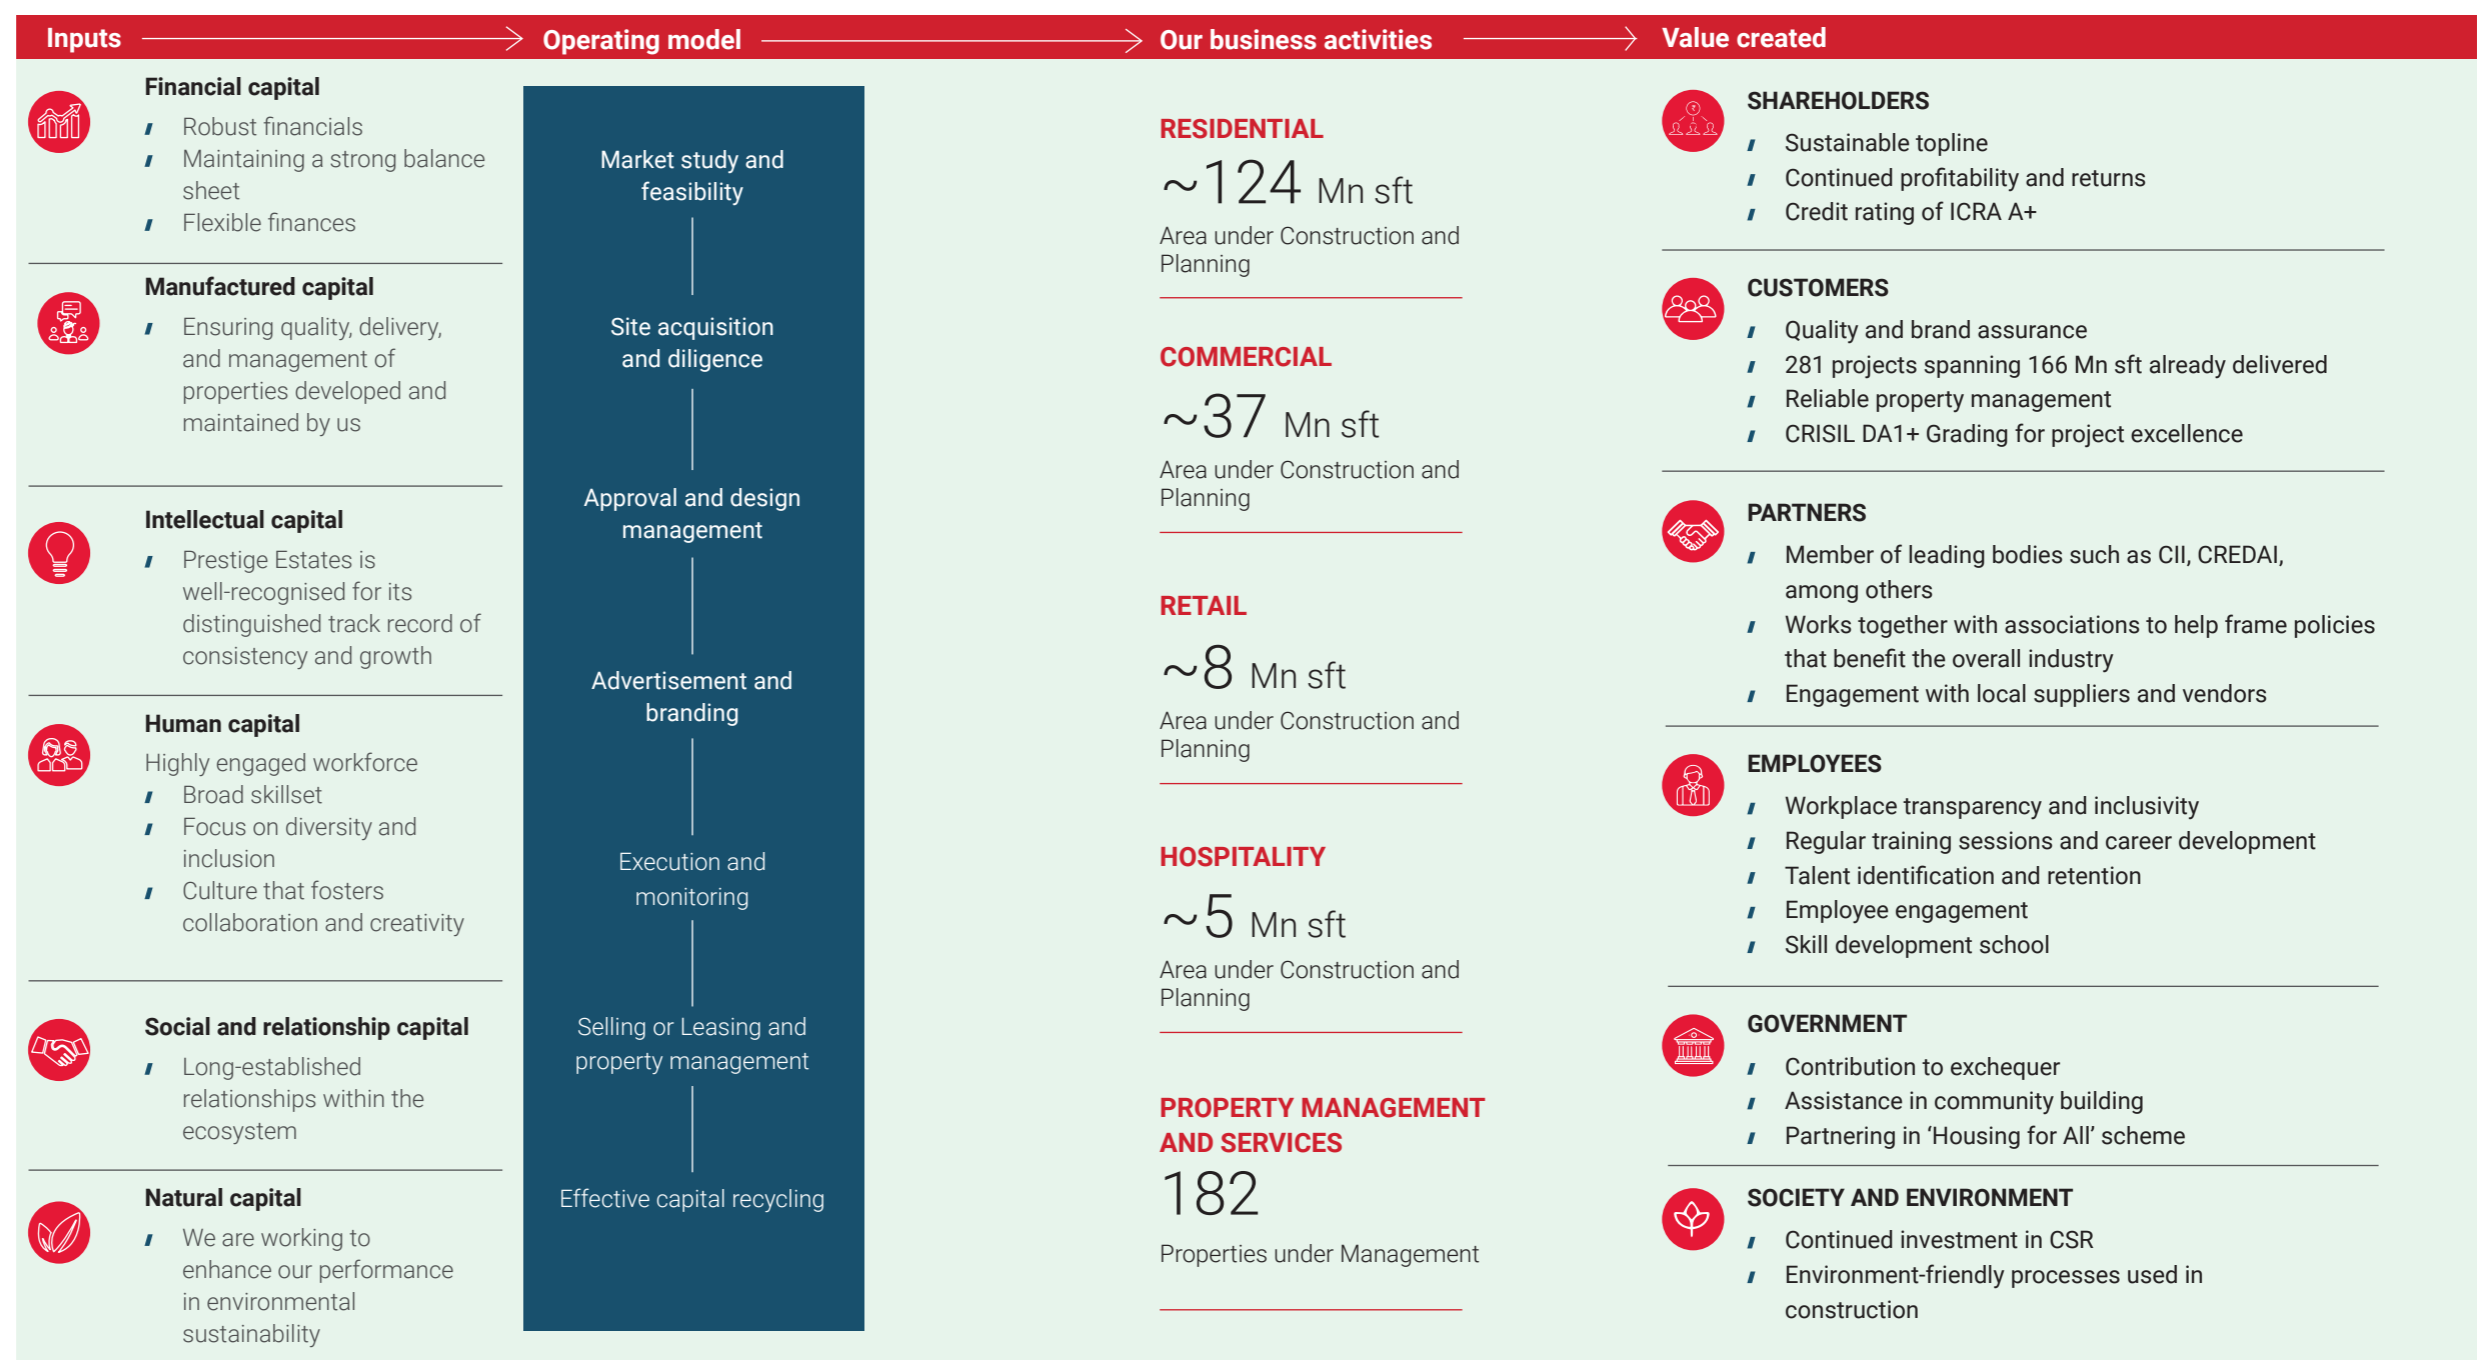 Inputs
Operating model
Our business activities
Value created
Financial capital
Robust financials
Maintaining a strong balance
sheet
Flexible finances
Manufactured capital
Ensuring quality, delivery,
and management of
properties developed and
maintained by us
Intellectual capital
Prestige Estates is
well-recognised for its
distinguished track record of
consistency and growth
Human capital
Highly engaged workforce
Broad skillset
Focus on diversity and
inclusion
Culture that fosters
collaboration and creativity
Social and relationship capital
Long-established
relationships within the
ecosystem
Natural capital
We are working to
enhance our performance
in environmental
sustainability
Market study and
feasibility
Site acquisition
and diligence
Approval and design
management
Advertisement and
branding
Execution and
monitoring
Selling or Leasing and
property management
Effective capital recycling
RESIDENTIAL
~124 Mn sft
Area under Construction and
Planning
COMMERCIAL
~37 Mn sft
Area under Construction and
Planning
RETAIL
~8 Mn sft
Area under Construction and
Planning
HOSPITALITY
~5 Mn sft
Area under Construction and
Planning
PROPERTY MANAGEMENT
AND SERVICES
182
Properties under Management
SHAREHOLDERS
Sustainable topline
Continued profitability and returns
Credit rating of ICRA A+
CUSTOMERS
Quality and brand assurance
281 projects spanning 166 Mn sft already delivered
Reliable property management
CRISIL DA1+ Grading for project excellence
PARTNERS
Member of leading bodies such as CII, CREDAI,
among others
Works together with associations to help frame policies
that benefit the overall industry
Engagement with local suppliers and vendors
EMPLOYEES
Workplace transparency and inclusivity
Regular training sessions and career development
Talent identification and retention
Employee engagement
Skill development school
GOVERNMENT
Contribution to exchequer
Assistance in community building
Partnering in ‘Housing for All’ scheme
SOCIETY AND ENVIRONMENT
Continued investment in CSR
Environment-friendly processes used in
construction